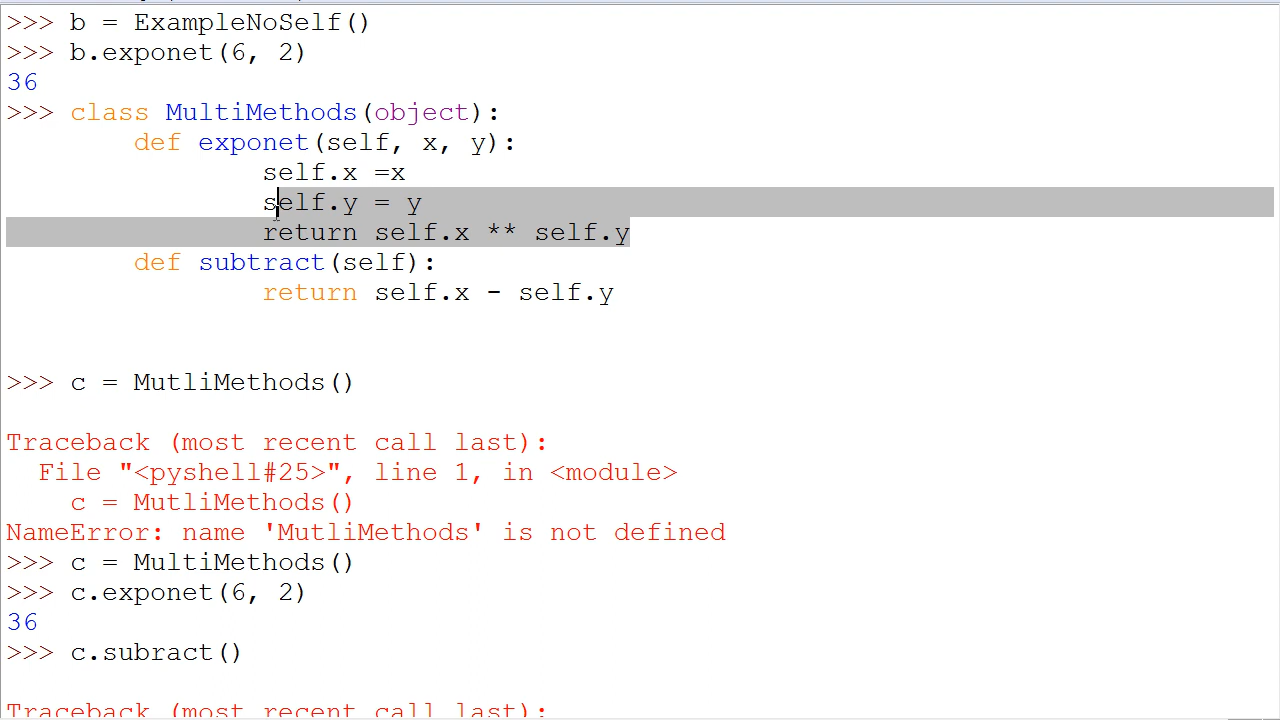 >>> b = ExampleNoSelf()
>>> b.exponet(6, 2)
36
>>> class MultiMethods(object):
        def exponet(self, x, y):
                self.x =x
                self.y = y
                return self.x ** self.y
        def subtract(self):
                return self.x - self.y
>>> c = MutliMethods()
Traceback (most recent call last):
  File "<pyshell#25>", line 1, in <module>
    c = MutliMethods()
NameError: name 'MutliMethods' is not defined
>>> c = MultiMethods()
>>> c.exponet(6, 2)
36
>>> c.subract()
Traceback (most recent call last):